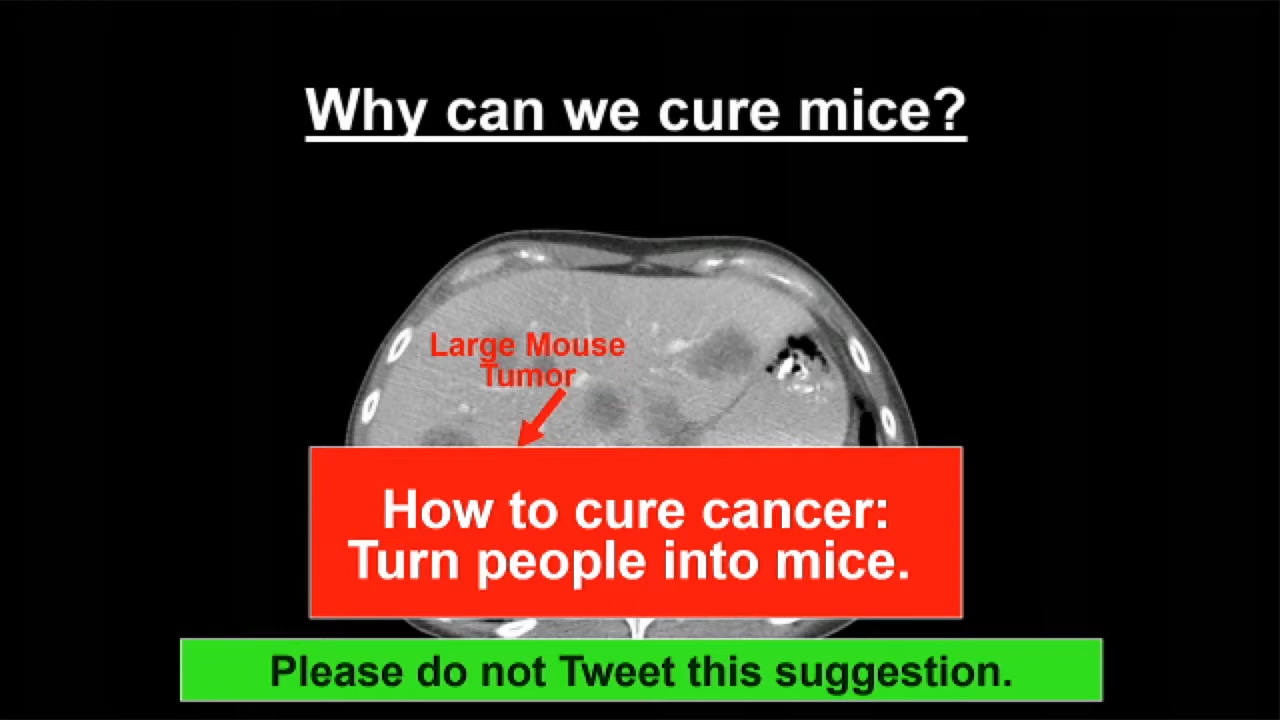 Why can we cure mice?
Large Mouse
Tumor
How to cure cancer:
Turn people into mice.
Please do not Tweet this suggestion.